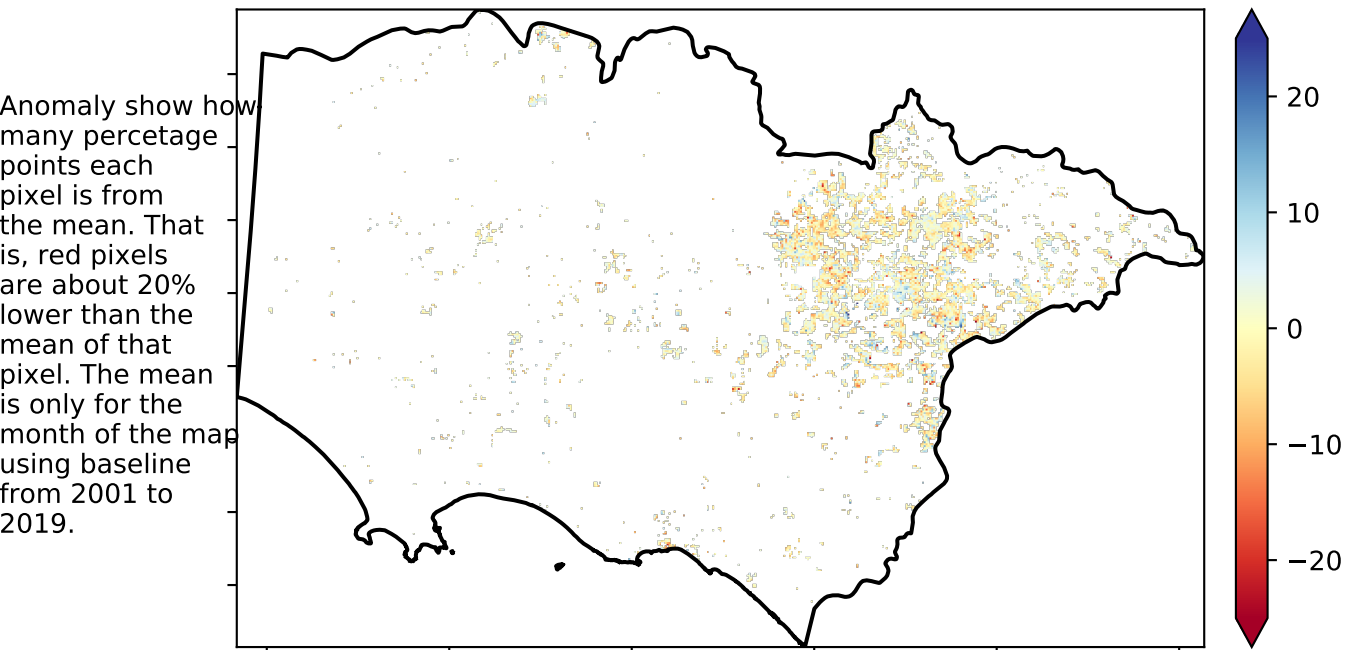 Anomaly show how
many percetage
points each
pixel is from
the mean. That
is, red pixels
are about 20%
lower than the
mean of that
pixel. The mean
is only for the
month of the map
using baseline
from 2001 to
2019.
20
10
0
−10
−20